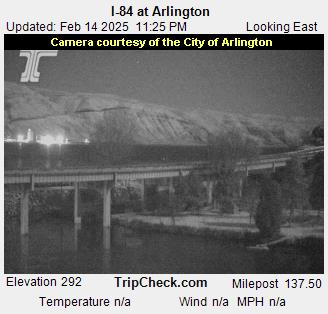 I-84 at Arlington
Updated: Feb 14 2025 11:25 PM Looking East
Camera courtesy of the City of Arlington
Elevation 292 TripCheck.com Milepost 137.50
Temperature n/a Wind n/a MPH n/a